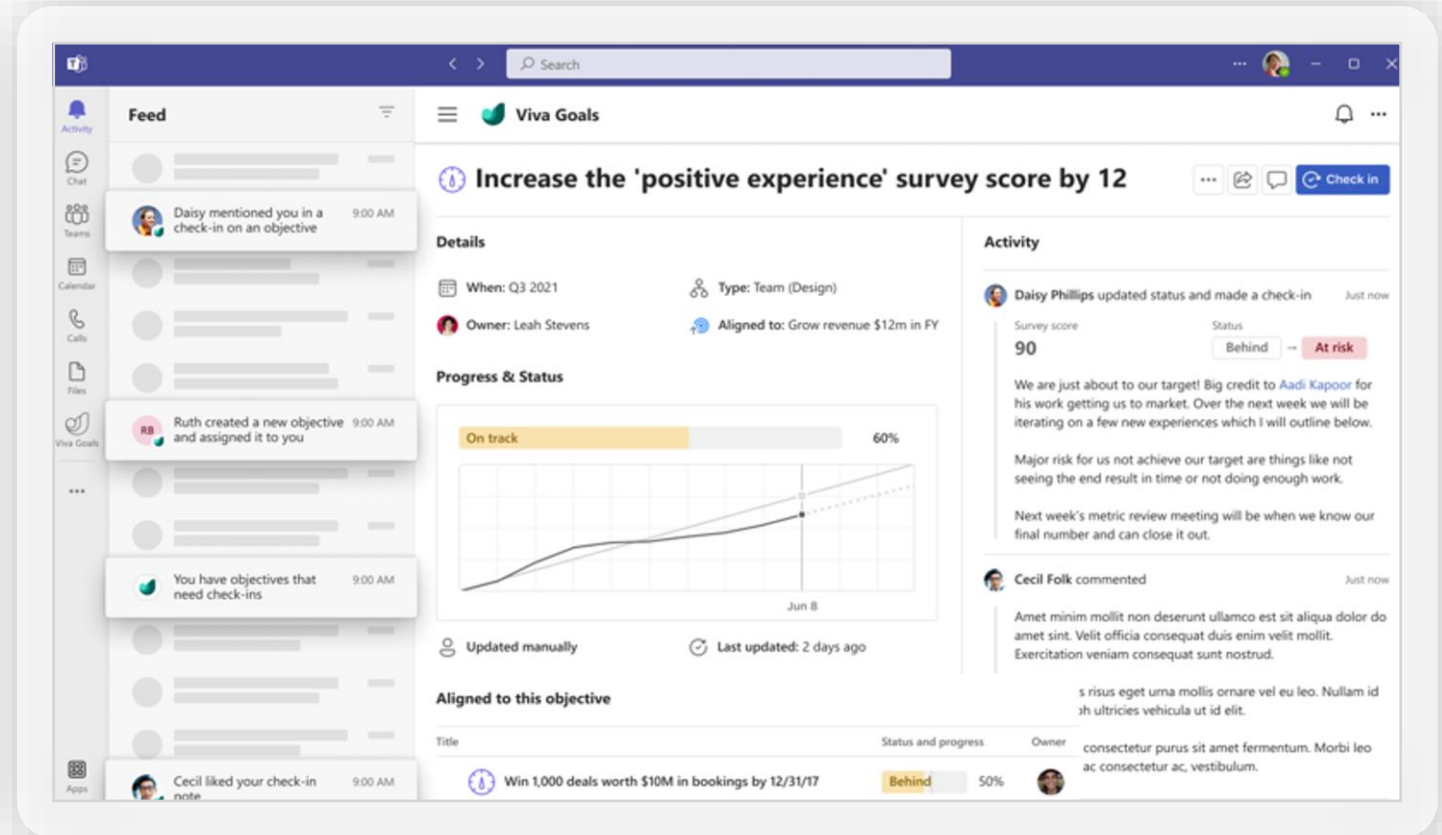 Search
Activity
Chat
Teams
Calendar
Calls
Files
Viva Goals
Apps
Feed
Daisy mentioned you in a 9:00 AM
check-in on an objective
Ruth created a new objective 9:00 AM
and assigned it to you
RB
You have objectives that 9:00 AM
need check-ins
Cecil liked your check-in 9:00 AM
note
Viva Goals
Increase the 'positive experience' survey score by 12
Check in
Details
When: Q3 2021
Type: Team (Design)
Owner: Leah Stevens
Aligned to: Grow revenue $12m in FY
Progress & Status
On track 60%
Jun 8
Updated manually
Last updated: 2 days ago
Aligned to this objective
Title Status and progress Owner
Win 1,000 deals worth $10M in bookings by 12/31/17 Behind 50%
Activity
Daisy Phillips updated status and made a check-in Just now
Survey score Status
90 Behind → At risk
We are just about to our target! Big credit to Aadi Kapoor for
his work getting us to market. Over the next week we will be
iterating on a few new experiences which I will outline below.
Major risk for us not achieve our target are things like not
seeing the end result in time or not doing enough work.
Next week's metric review meeting will be when we know our
final number and can close it out.
Cecil Folk commented Just now
Amet minim mollit non deserunt ullamco est sit aliqua dolor do
amet sint. Velit officia consequat duis enim velit mollit.
Exercitation veniam consequat sunt nostrud.
s risus eget urna mollis ornare vel eu leo. Nullam id
ultricies vehicula ut id elit.
consectetur purus sit amet fermentum. Morbi leo
ac consectetur ac, vestibulum.